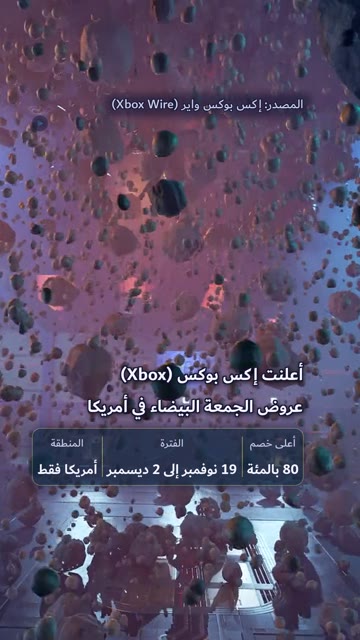 المصدر: إكس بوكس واير (Xbox Wire)
أعلنت إكس بوكس (Xbox)
عروض الجمعة البيضاء في أمريكا
أعلى خصم الفترة المنطقة
80 بالمئة 19 نوفمبر إلى 2 ديسمبر أمريكا فقط